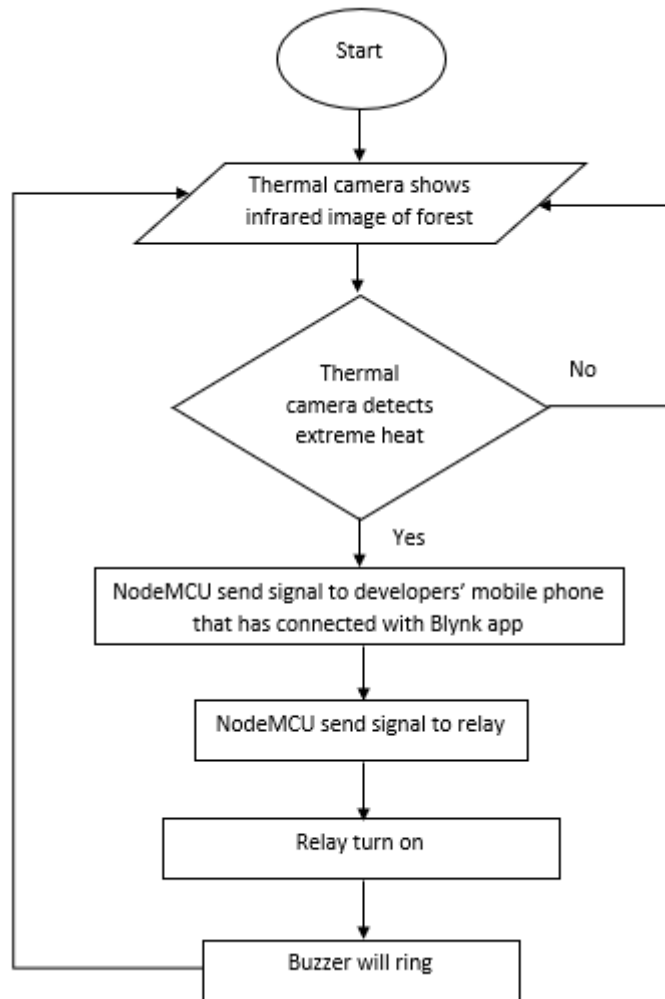 Start
Thermal camera shows
infrared image of forest
Thermal
camera detects
extreme heat
No
Yes
NodeMCU send signal to developers’ mobile phone
that has connected with Blynk app
NodeMCU send signal to relay
Relay turn on
Buzzer will ring